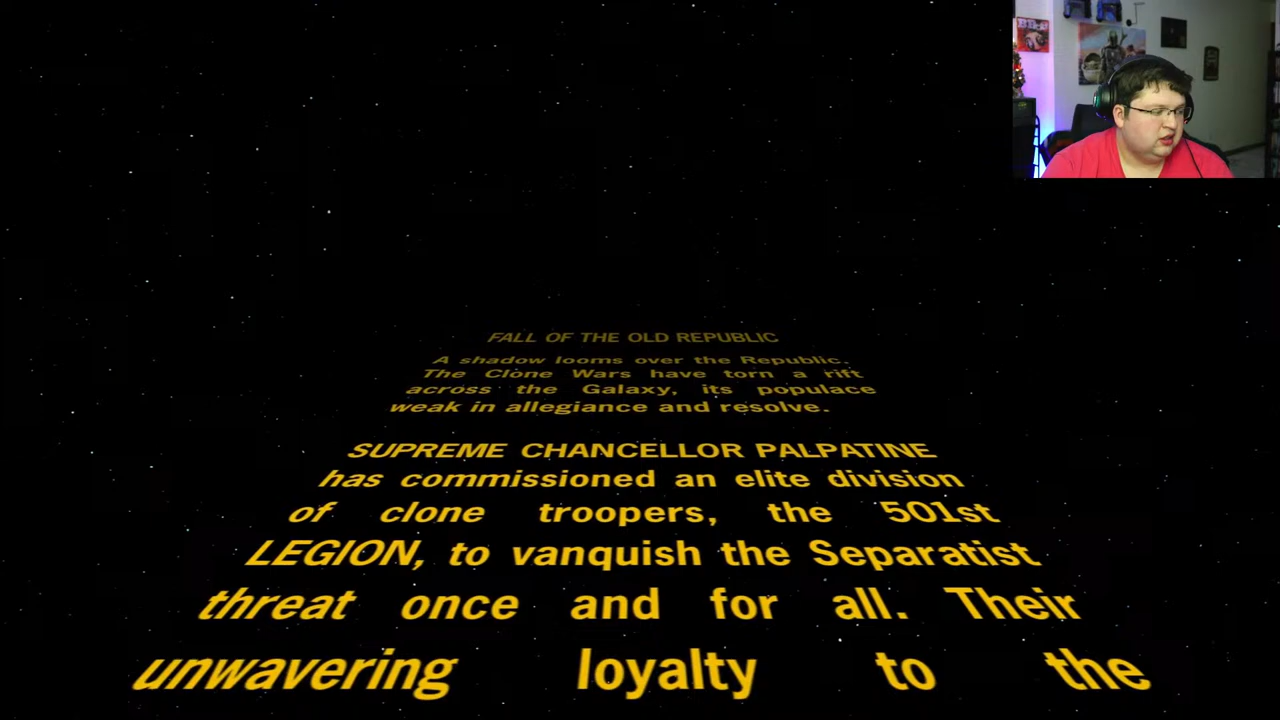 FALL OF THE OLD REPUBLIC
A shadow looms over the Republic.
The Clone Wars have torn a rift
across the Galaxy, its populace
weak in allegiance and resolve.
SUPREME CHANCELLOR PALPATINE
has commissioned an elite division
of clone troopers, the 501st
LEGION, to vanquish the Separatist
threat once and for all. Their
unwavering loyalty to the